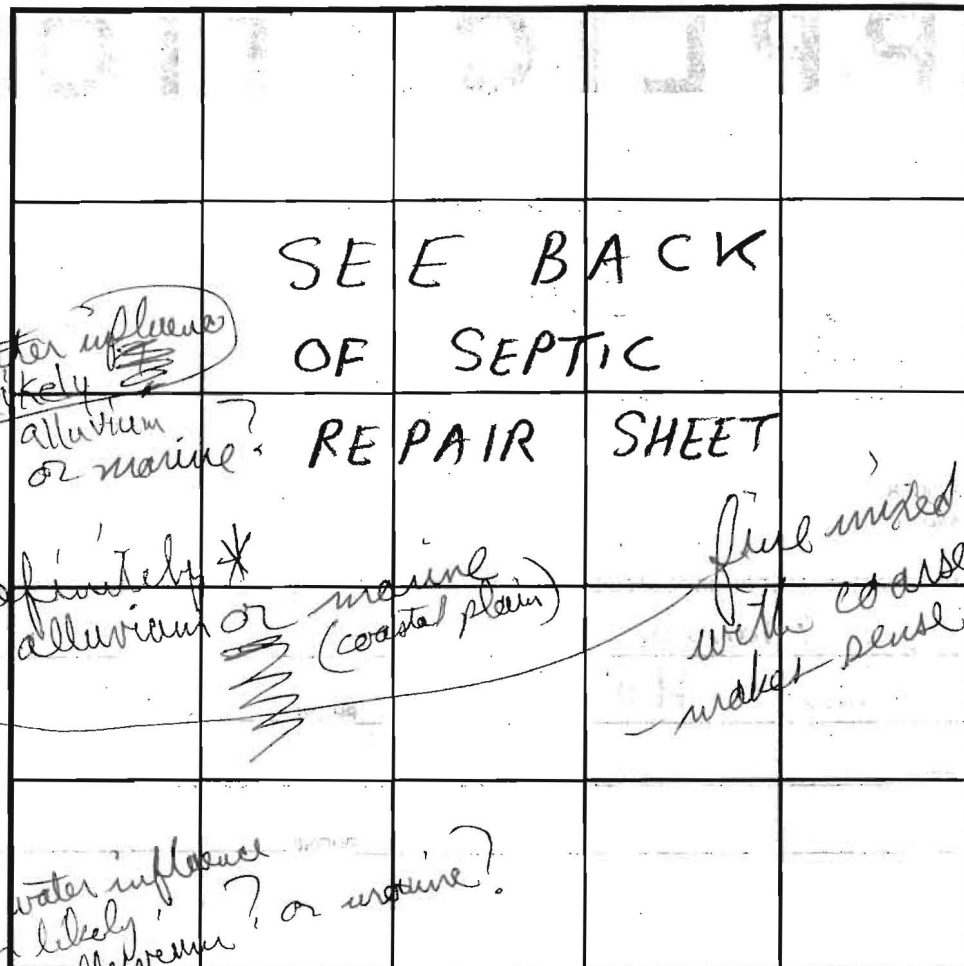 SEE BACK
OF SEPTIC
REPAIR SHEET
ter influence
ikely
alluvium
or marine?
finitely *
alluvium or marine
(coastal plain)
fine mixed
with coarse
- makes sense
water influence
likely
alluvium? or marine?